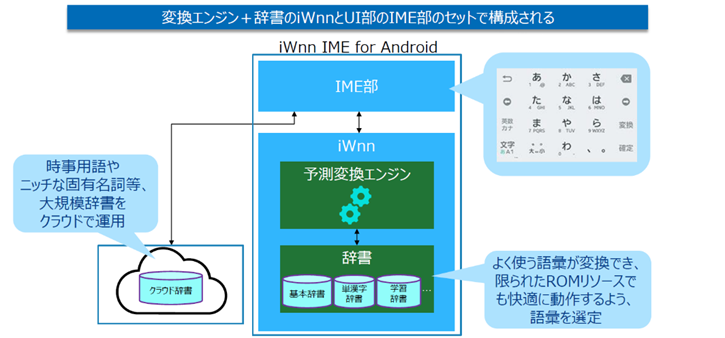 変換エンジン＋辞書のiWnnとUI部のIME部のセットで構成される
iWnn IME for Android
IME部
iWnn
予測変換エンジン
辞書
基本辞書
単漢字
辞書
学習
辞書
…
時事用語や
ニッチな固有名詞等、
大規模辞書を
クラウドで運用
クラウド辞書
あ か さ
1 .@ 2 ABC 3 DEF
た な は
4 GHI 5 JKL 6 MNO
英数
カナ
ま や ら 変換
7 PQRS 8 TUV 9 WXYZ
文字 わ 、。 確定
よく使う語彙が変換でき、
限られたROMリソースで
も快適に動作するよう、
語彙を選定